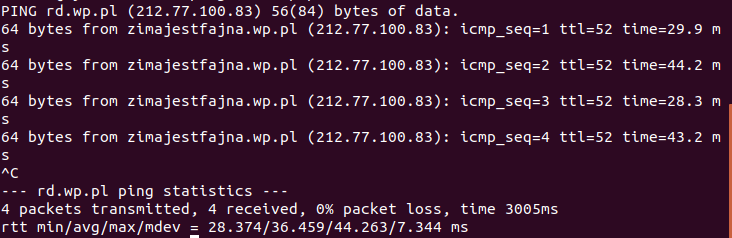 PING rd.wp.pl (212.77.100.83) 56(84) bytes of data.
64 bytes from zimajestfajna.wp.pl (212.77.100.83): icmp_seq=1 ttl=52 time=29.9 m
s
64 bytes from zimajestfajna.wp.pl (212.77.100.83): icmp_seq=2 ttl=52 time=44.2 m
s
64 bytes from zimajestfajna.wp.pl (212.77.100.83): icmp_seq=3 ttl=52 time=28.3 m
s
64 bytes from zimajestfajna.wp.pl (212.77.100.83): icmp_seq=4 ttl=52 time=43.2 m
s
^C
--- rd.wp.pl ping statistics ---
4 packets transmitted, 4 received, 0% packet loss, time 3005ms
rtt min/avg/max/mdev = 28.374/36.459/44.263/7.344 ms